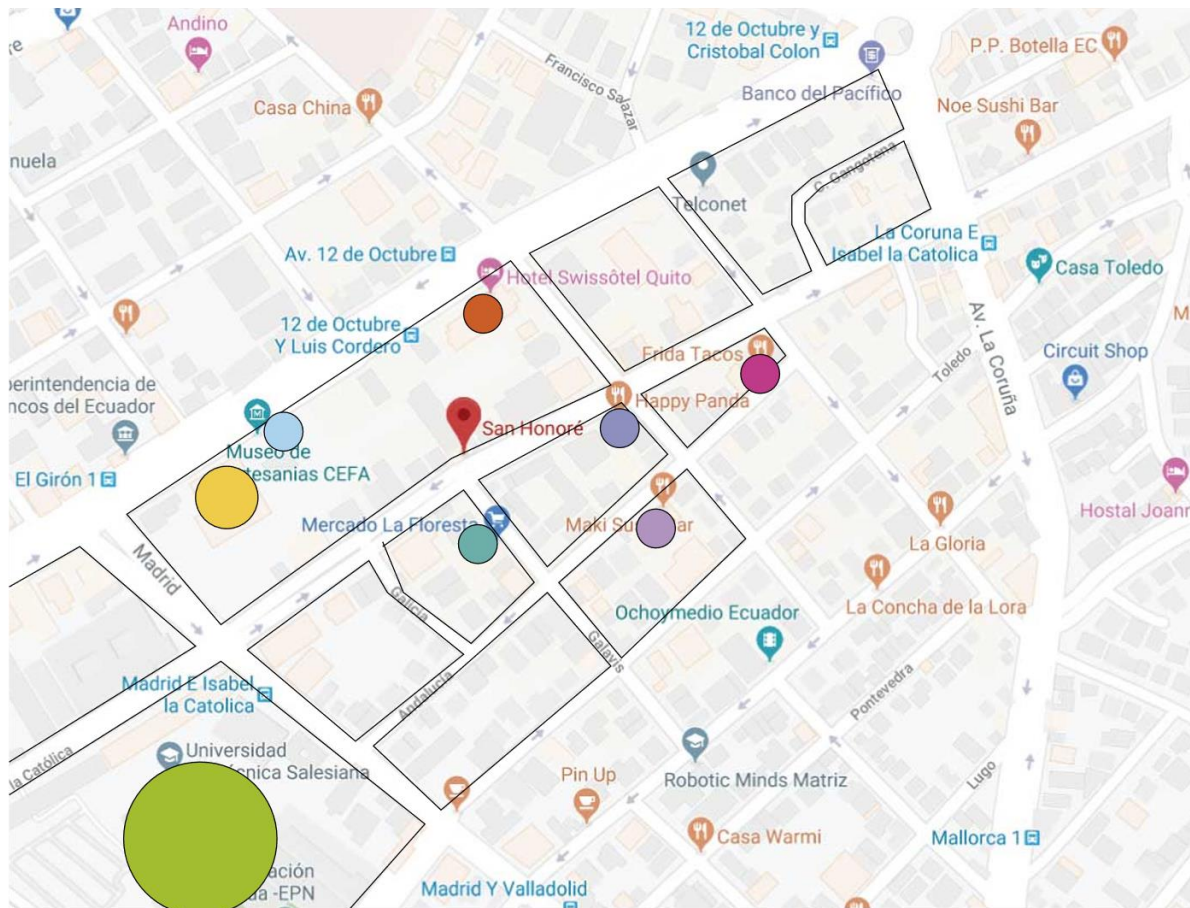 re
Andino
12 de Octubre y
Cristobal Colon
P.P. Botella EC
Francisco Salazar
Casa China
Banco del Pacífico
Noe Sushi Bar
nuela
C. Gangotena
Telconet
La Coruna E
Isabel la Catolica
Av. 12 de Octubre
Casa Toledo
Hotel Swissôtel Quito
Av. La Coruña
M
12 de Octubre
Y Luis Cordero
Frida Tacos
Toledo
Circuit Shop
perintendencia de
ncos del Ecuador
Happy Panda
San Honoré
Museo de
tesanias CEFA
El Girón 1
Hostal Joann
Mercado La Floresta
Maki Su ar
La Gloria
Madrid
Galicia
La Concha de la Lora
Ochoymedio Ecuador
Galavis
Madrid E Isabel
la Catolica
Andalucía
Pontevedra
la Católica
Universidad
écnica Salesiana
Pin Up
Robotic Minds Matriz
Lugo
Casa Warmi
Mallorca 1
ación
da -EPN
Madrid Y Valladolid